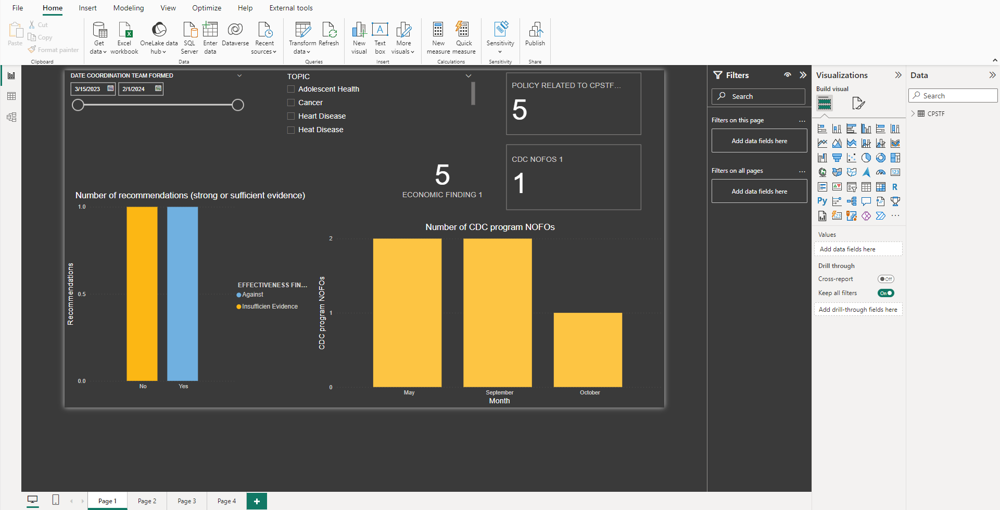 File Home Insert Modeling View Optimize Help External tools
Paste
Cut
Copy
Format painter
Clipboard
Get data
Excel workbook
OneLake data hub
SQL Server
Enter data
Dataverse
Recent sources
Data
Transform data
Refresh
Queries
New visual
Text box
More visuals
Insert
New measure
Quick measure
Calculations
Sensitivity
Sensitivity
Publish
Share
DATE COORDINATION TEAM FORMED
3/15/2023 2/1/2024
TOPIC
Adolescent Health
Cancer
Heart Disease
Heat Disease
POLICY RELATED TO CPSTF...
5
CDC NOFOS 1
1
5
ECONOMIC FINDING 1
Number of recommendations (strong or sufficient evidence)
1.0
0.5
0.0
Recommendations
No Yes
EFFECTIVENESS FIN...
Against
Insufficien Evidence
Number of CDC program NOFOs
2
1
0
CDC program NOFOs
May September October
Month
Filters
Search
Filters on this page
...
Add data fields here
Filters on all pages
...
Add data fields here
Visualizations
Build visual
123
R
Py
123
...
Values
Add data fields here
Drill through
Cross-report Off
Keep all filters On
Add drill-through fields here
Data
Search
CPSTF
Page 1 Page 2 Page 3 Page 4 +